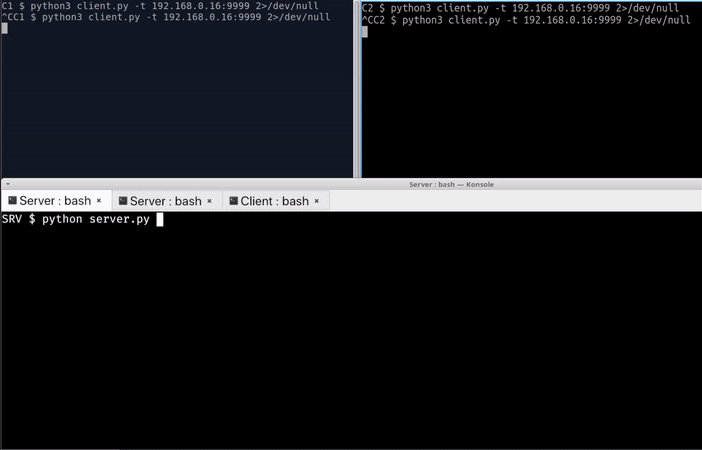 C1 $ python3 client.py -t 192.168.0.16:9999 2>/dev/null
^CC1 $ python3 client.py -t 192.168.0.16:9999 2>/dev/null
C2 $ python3 client.py -t 192.168.0.16:9999 2>/dev/null
^CC2 $ python3 client.py -t 192.168.0.16:9999 2>/dev/null
Server : bash — Konsole
Server : bash × Server : bash × Client : bash ×
SRV $ python server.py